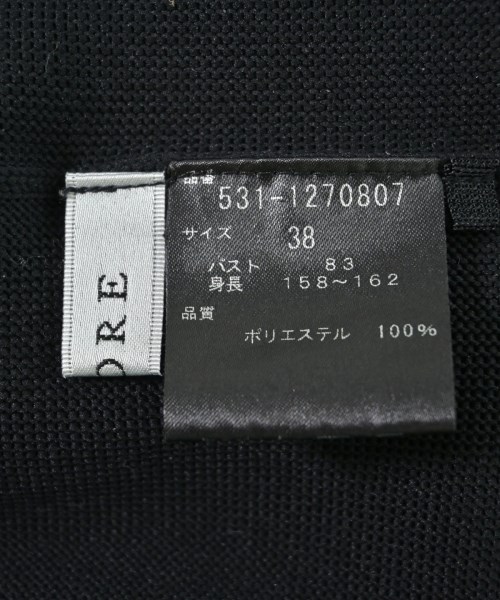 品番
531-1270807
サイズ 38
バスト 83
身長 158〜162
品質
ポリエステル 100%
ORE